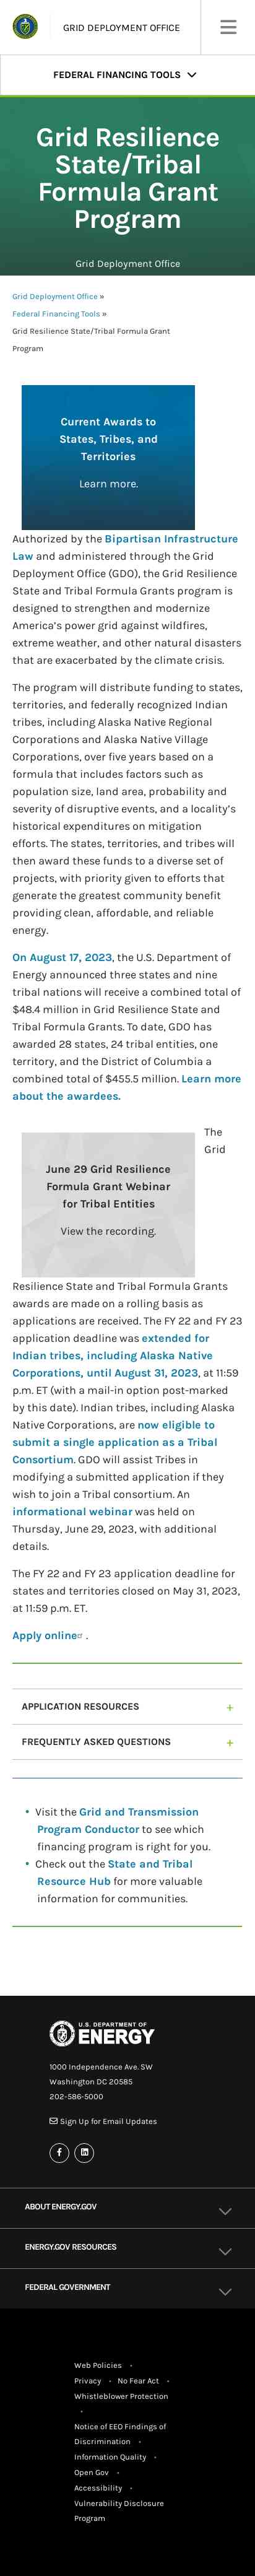 GRID DEPLOYMENT OFFICE
FEDERAL FINANCING TOOLS
Grid Resilience
State/Tribal
Formula Grant
Program
Grid Deployment Office
Grid Deployment Office »
Federal Financing Tools »
Grid Resilience State/Tribal Formula Grant
Program
Current Awards to
States, Tribes, and
Territories
Learn more.
Authorized by the Bipartisan Infrastructure
Law and administered through the Grid
Deployment Office (GDO), the Grid Resilience
State and Tribal Formula Grants program is
designed to strengthen and modernize
America's power grid against wildfires,
extreme weather, and other natural disasters
that are exacerbated by the climate crisis.
The program will distribute funding to states,
territories, and federally recognized Indian
tribes, including Alaska Native Regional
Corporations and Alaska Native Village
Corporations, over five years based on a
formula that includes factors such as
population size, land area, probability and
severity of disruptive events, and a locality's
historical expenditures on mitigation
efforts. The states, territories, and tribes will
then award these funds to a diverse set of
projects, with priority given to efforts that
generate the greatest community benefit
providing clean, affordable, and reliable
energy.
On August 17, 2023, the U.S. Department of
Energy announced three states and nine
tribal nations will receive a combined total of
$48.4 million in Grid Resilience State and
Tribal Formula Grants. To date, GDO has
awarded 28 states, 24 tribal entities, one
territory, and the District of Columbia a
combined total of $455.5 million. Learn more
about the awardees.
The
Grid
June 29 Grid Resilience
Formula Grant Webinar
for Tribal Entities
View the recording.
Resilience State and Tribal Formula Grants
awards are made on a rolling basis as
applications are received. The FY 22 and FY 23
application deadline was extended for
Indian tribes, including Alaska Native
Corporations, until August 31, 2023, at 11:59
p.m. ET (with a mail-in option post-marked
by this date). Indian tribes, including Alaska
Native Corporations, are now eligible to
submit a single application as a Tribal
Consortium. GDO will assist Tribes in
modifying a submitted application if they
wish to join a Tribal consortium. An
informational webinar was held on
Thursday, June 29, 2023, with additional
details.
The FY 22 and FY 23 application deadline for
states and territories closed on May 31, 2023,
at 11:59 p.m. ET.
Apply online .
APPLICATION RESOURCES +
FREQUENTLY ASKED QUESTIONS +
• Visit the Grid and Transmission
Program Conductor to see which
financing program is right for you.
• Check out the State and Tribal
Resource Hub for more valuable
information for communities.
U.S. DEPARTMENT OF
ENERGY
1000 Independence Ave. SW
Washington DC 20585
202-586-5000
Sign Up for Email Updates
ABOUT ENERGY.GOV
ENERGY.GOV RESOURCES
FEDERAL GOVERNMENT
Web Policies •
Privacy • No Fear Act •
Whistleblower Protection
•
Notice of EEO Findings of
Discrimination •
Information Quality •
Open Gov •
Accessibility •
Vulnerability Disclosure
Program